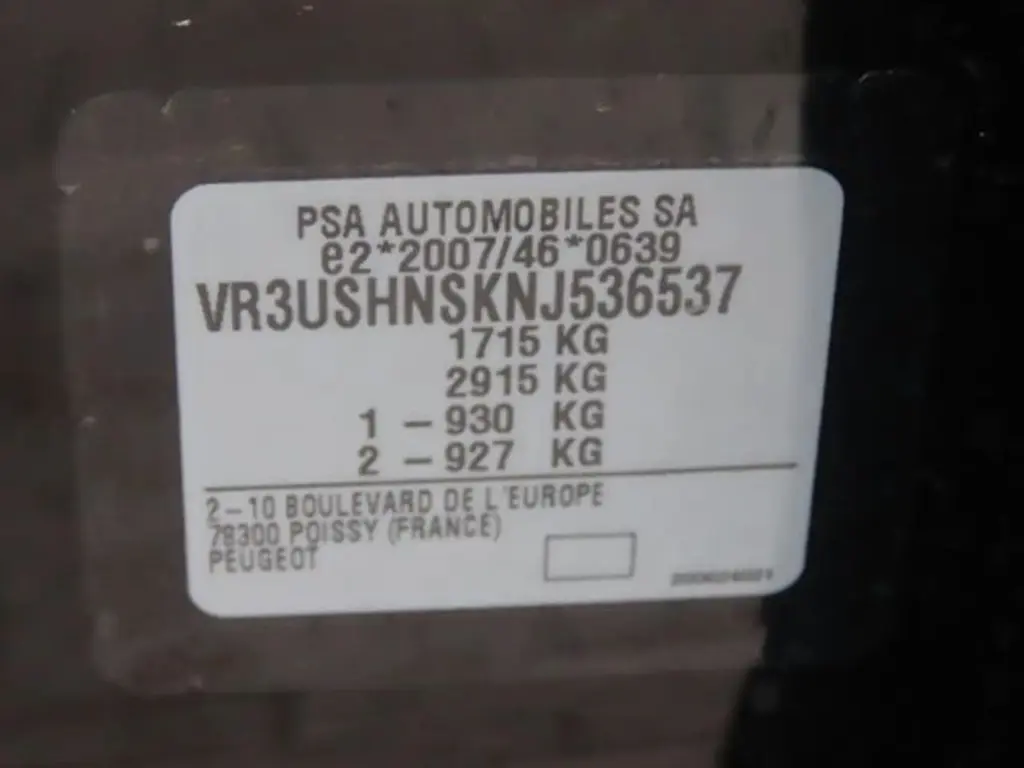 PSA AUTOMOBILES SA
e2*2007/46*0639
VR3USHNSKNJ536537
1715 KG
2915 KG
1 – 930 KG
2 – 927 KG
2–10 BOULEVARD DE L'EUROPE
78300 POISSY (FRANCE)
PEUGEOT